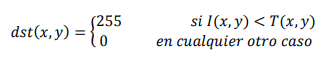 dst(x, y) = {255 si I(x, y) < T(x, y)
0 en cualquier otro caso